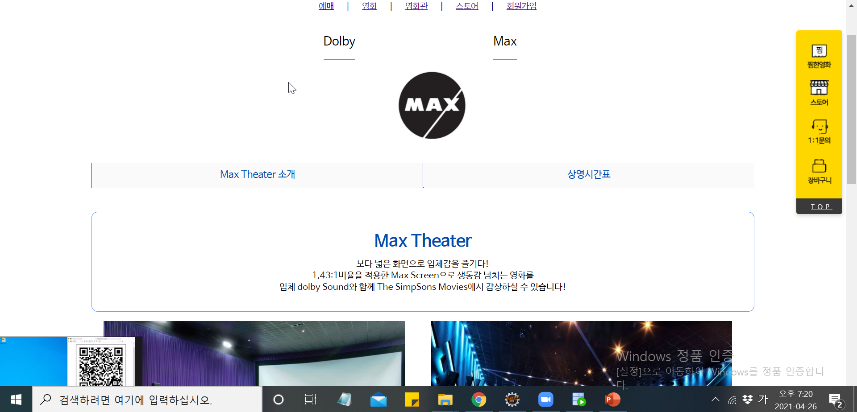 예매 | 영화 | 영화관 | 스토어 | 회원가입
Dolby Max
MAX
Max Theater 소개 상영시간표
Max Theater
보다 넓은 화면으로 입체감을 즐기다!
1.43:1비율을 적용한 Max Screen으로 생동감 넘치는 영화를
입체 dolby Sound와 함께 The SimpSons Movies에서 감상하실 수 있습니다!
찜
찜한영화
스토어
1:1문의
장바구니
TOP
Windows 정품 인증
[설정]으로 이동하여 Windows를 정품 인증합니
다.
검색하려면 여기에 입력하십시오.
가
오후 7:20
2021-04-26
2